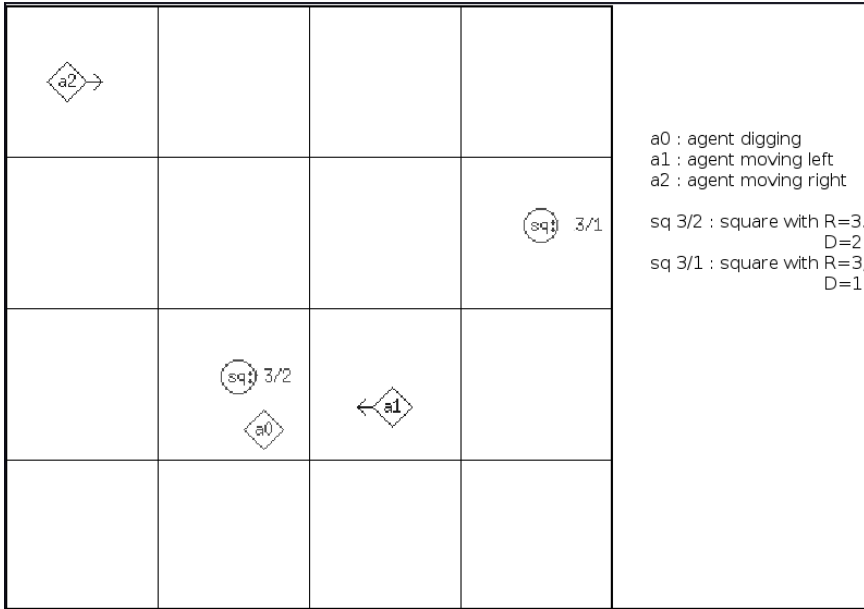 a2
a0 : agent digging
a1 : agent moving left
a2 : agent moving right
sq: 3/1
sq 3/2 : square with R=3.
D=2
sq 3/1 : square with R=3,
D=1
sq: 3/2
a1
a0